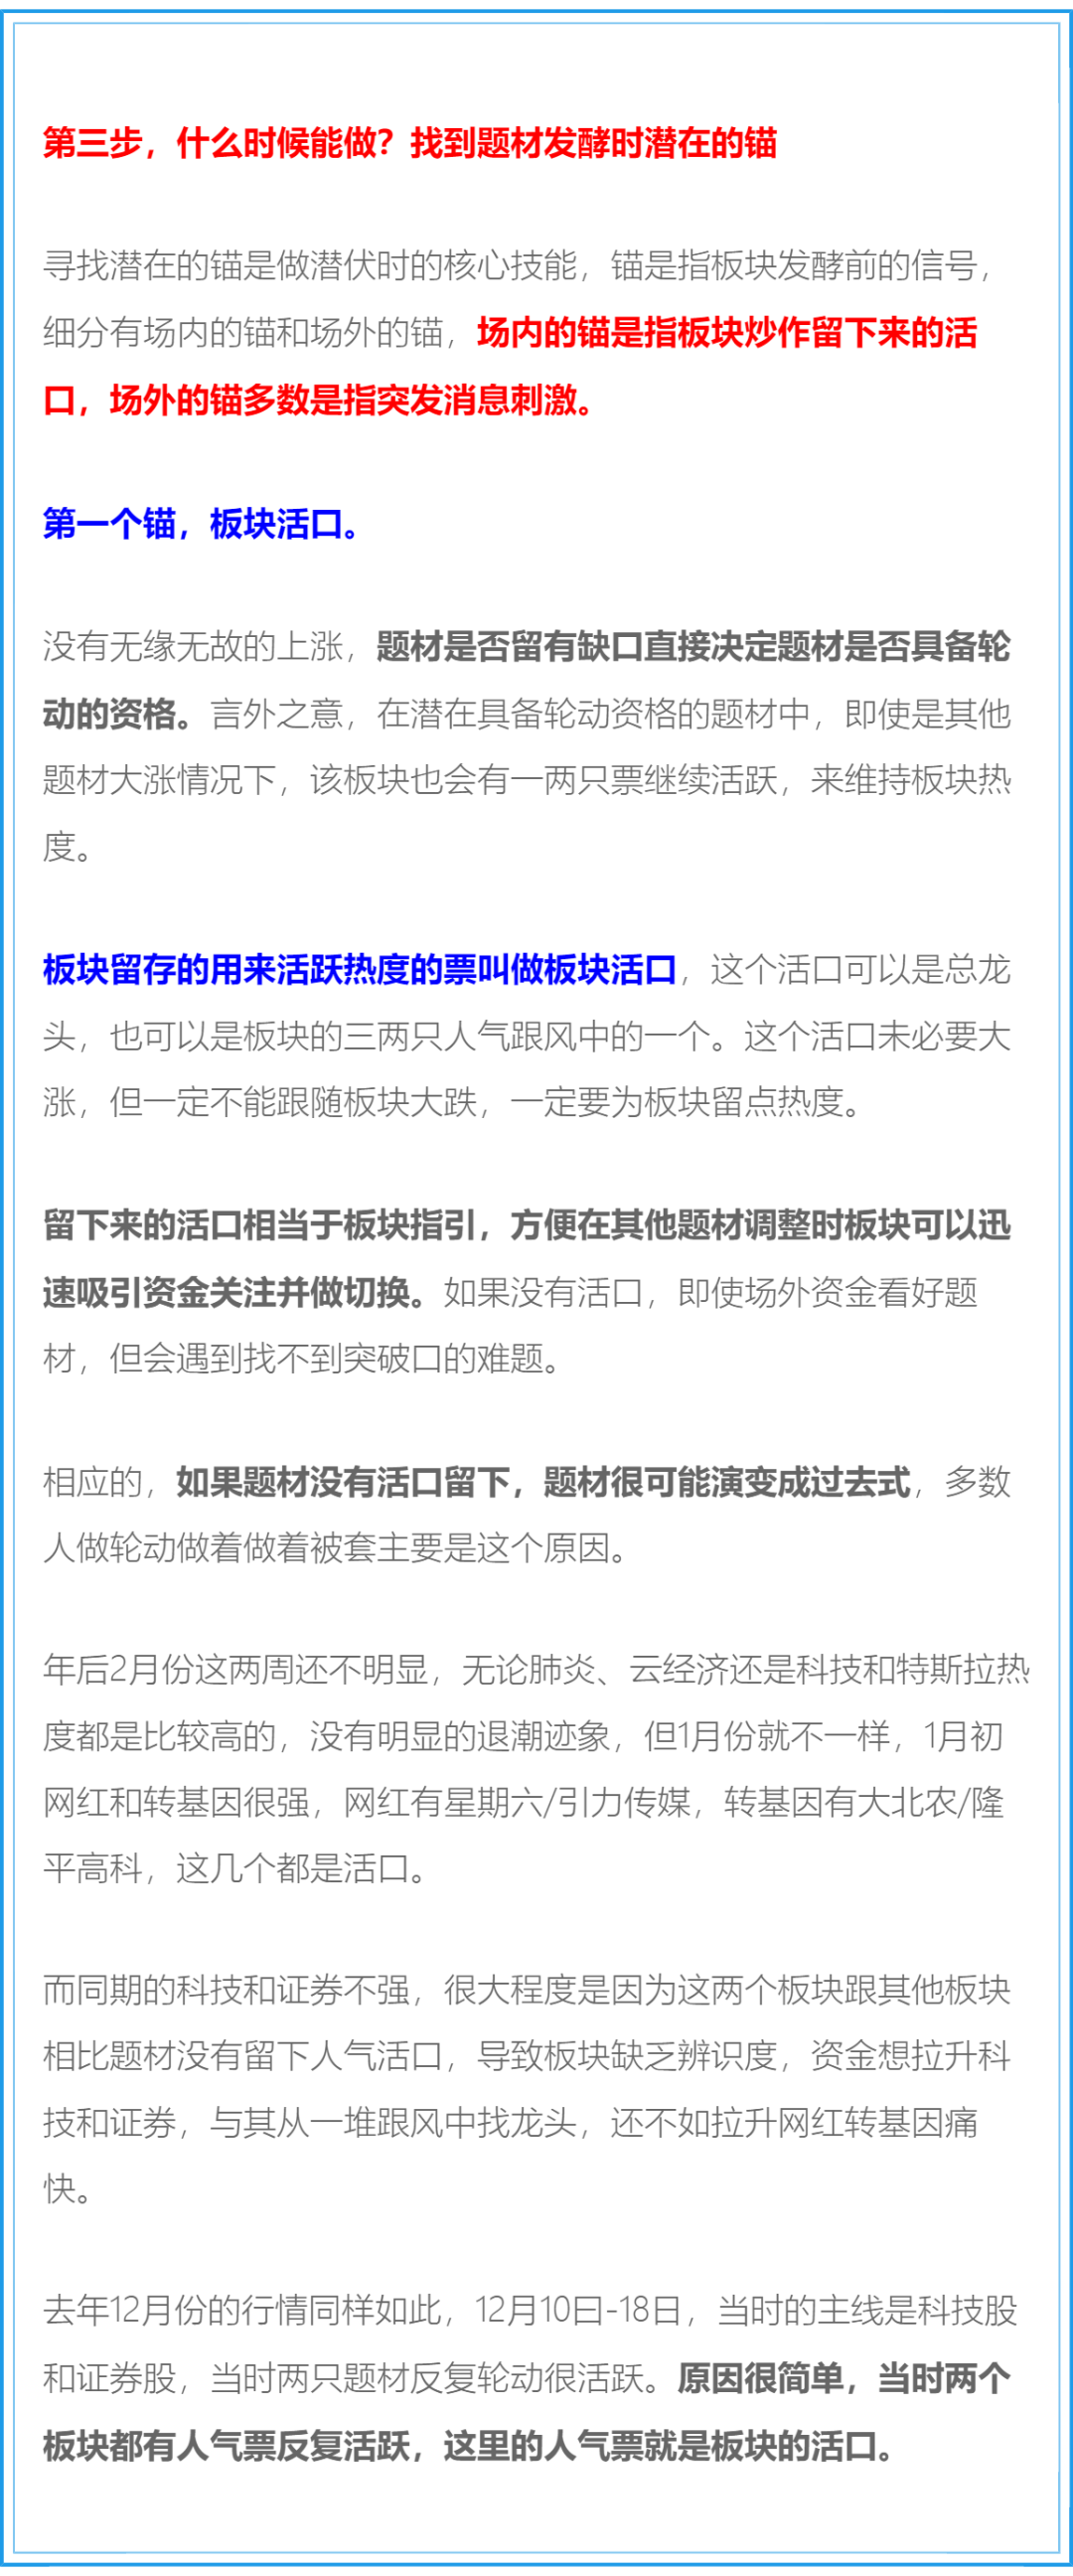 第三步，什么时候能做？找到题材发酵时潜在的锚
寻找潜在的锚是做潜伏时的核心技能，锚是指板块发酵前的信号，
细分有场内的锚和场外的锚，场内的锚是指板块炒作留下来的活
口，场外的锚多数是指突发消息刺激。
第一个锚，板块活口。
没有无缘无故的上涨，题材是否留有缺口直接决定题材是否具备轮
动的资格。言外之意，在潜在具备轮动资格的题材中，即使是其他
题材大涨情况下，该板块也会有一两只票继续活跃，来维持板块热
度。
板块留存的用来活跃热度的票叫做板块活口，这个活口可以是总龙
头，也可以是板块的三两只人气跟风中的一个。这个活口未必要大
涨，但一定不能跟随板块大跌，一定要为板块留点热度。
留下来的活口相当于板块指引，方便在其他题材调整时板块可以迅
速吸引资金关注并做切换。如果没有活口，即使场外资金看好题
材，但会遇到找不到突破口的难题。
相应的，如果题材没有活口留下，题材很可能演变成过去式，多数
人做轮动做着做着被套主要是这个原因。
年后2月份这两周还不明显，无论肺炎、云经济还是科技和特斯拉热
度都是比较高的，没有明显的退潮迹象，但1月份就不一样，1月初
网红和转基因很强，网红有星期六/引力传媒，转基因有大北农/隆
平高科，这几个都是活口。
而同期的科技和证券不强，很大程度是因为这两个板块跟其他板块
相比题材没有留下人气活口，导致板块缺乏辨识度，资金想拉升科
技和证券，与其从一堆跟风中找龙头，还不如拉升网红转基因痛
快。
去年12月份的行情同样如此，12月10曰-18日，当时的主线是科技股
和证券股，当时两只题材反复轮动很活跃。原因很简单，当时两个
板块都有人气票反复活跃，这里的人气票就是板块的活口。